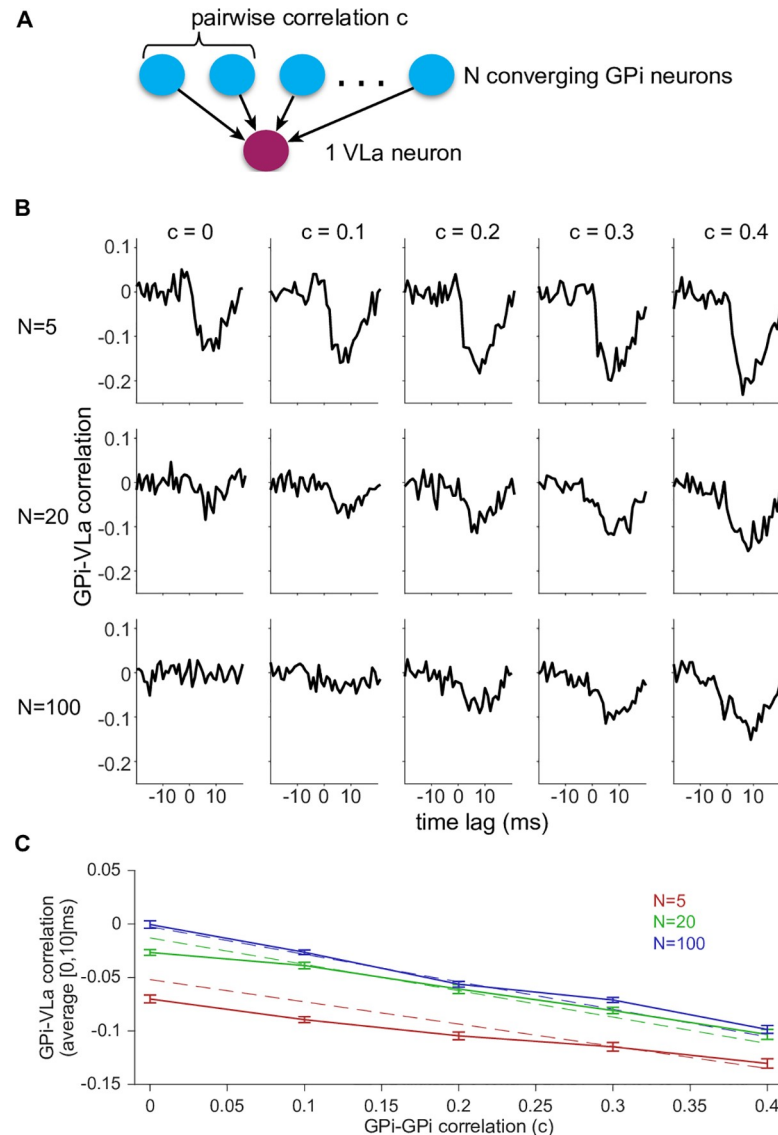 A
pairwise correlation c
. . .
N converging GPi neurons
1 VLa neuron
B
c = 0
c = 0.1
c = 0.2
c = 0.3
c = 0.4
N=5
0.1
0
-0.1
-0.2
GPi-VLa correlation
N=20
0.1
0
-0.1
-0.2
N=100
0.1
0
-0.1
-0.2
-10 0 10
-10 0 10
-10 0 10
-10 0 10
-10 0 10
time lag (ms)
C
GPi-VLa correlation
(average [0,10]ms)
0.05
0
-0.05
-0.1
-0.15
N=5
N=20
N=100
0 0.05 0.1 0.15 0.2 0.25 0.3 0.35 0.4
GPi-GPi correlation (c)